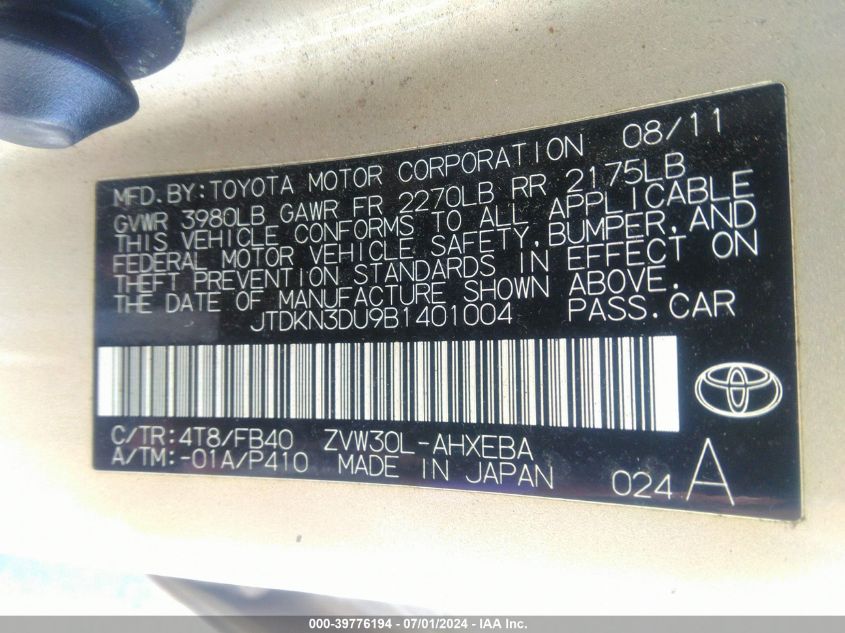 MFD. BY: TOYOTA MOTOR CORPORATION 08/11
GVWR 3980LB GAWR FR 2270LB RR 2175LB
THIS VEHICLE CONFORMS TO ALL APPLICABLE
FEDERAL MOTOR VEHICLE SAFETY, BUMPER, AND
THEFT PREVENTION STANDARDS IN EFFECT ON
THE DATE OF MANUFACTURE SHOWN ABOVE.
JTDKN3DU9B1401004 PASS. CAR
C/TR: 4T8/FB40 ZVW30L-AHXEBA
A/TM: -01A/P410 MADE IN JAPAN 024 A
000-39776194 - 07/01/2024 - IAA Inc.